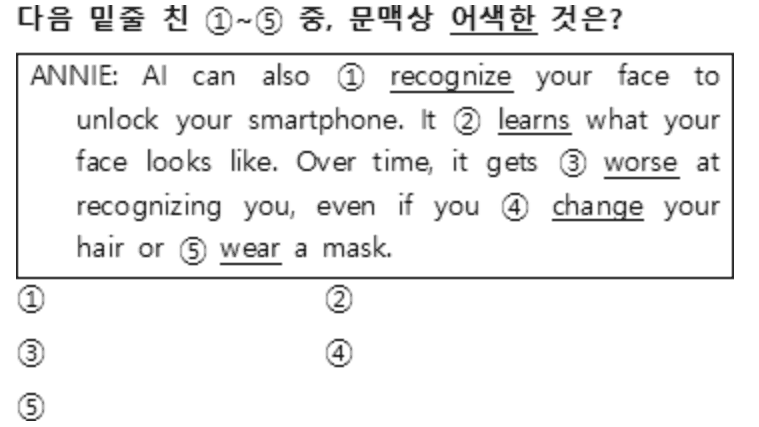 다음 밑줄 친 ①~⑤ 중, 문맥상 어색한 것은?
ANNIE: AI can also ① recognize your face to
unlock your smartphone. It ② learns what your
face looks like. Over time, it gets ③ worse at
recognizing you, even if you ④ change your
hair or ⑤ wear a mask.
① ②
③ ④
⑤